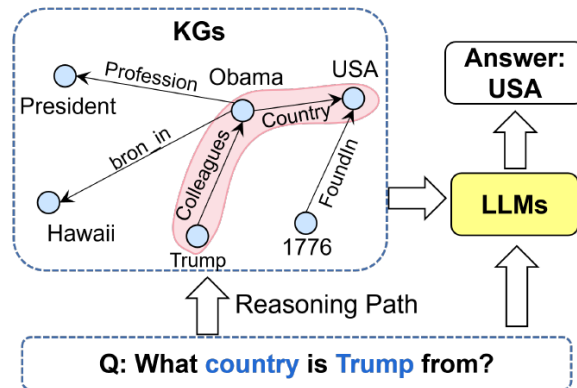 KGs
Profession
Obama
USA
President
Country
bron_in
Colleagues
FoundIn
Hawaii
Trump
1776
Answer:
USA
LLMs
Reasoning Path
Q: What country is Trump from?